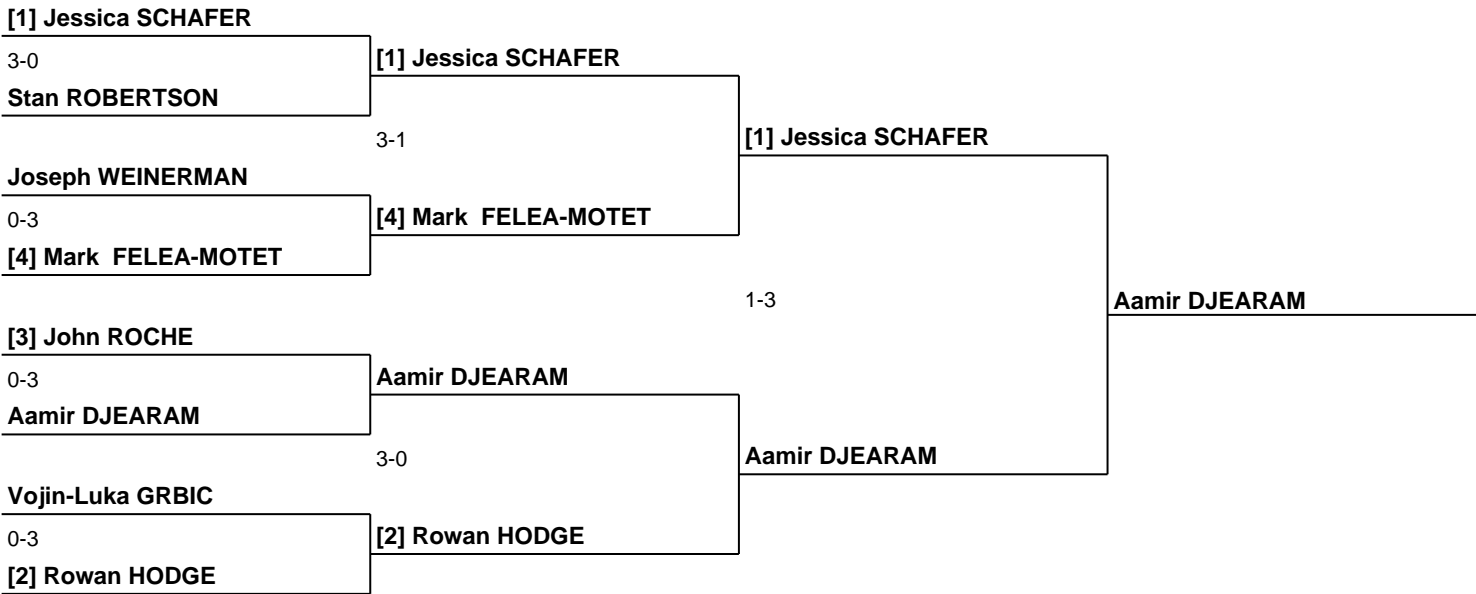 [1] Jessica SCHAFER
3-0
[1] Jessica SCHAFER
Stan ROBERTSON
3-1
[1] Jessica SCHAFER
Joseph WEINERMAN
0-3
[4] Mark  FELEA-MOTET
[4] Mark  FELEA-MOTET
1-3
Aamir DJEARAM
[3] John ROCHE
0-3
Aamir DJEARAM
Aamir DJEARAM
3-0
Aamir DJEARAM
Vojin-Luka GRBIC
0-3
[2] Rowan HODGE
[2] Rowan HODGE